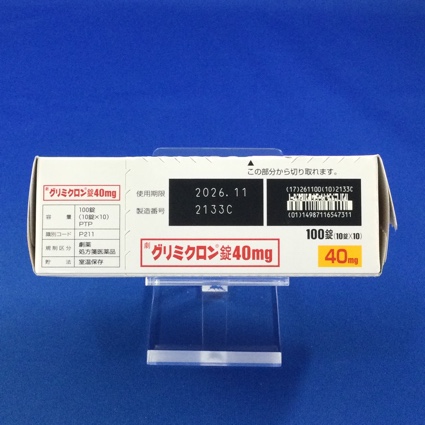 劇 グリミクロン®錠40mg
容 量 100錠
(10錠×10)
PTP
識別コード P211
規制区分 劇薬
処方箋医薬品
貯 法 室温保存
▲
この部分から切り取れます。
使用期限 2026.11
製造番号 2133C
(17)261100(10)2133C
(01)14987116547311
劇 グリミクロン®錠40mg
100錠(10錠×10)
40mg